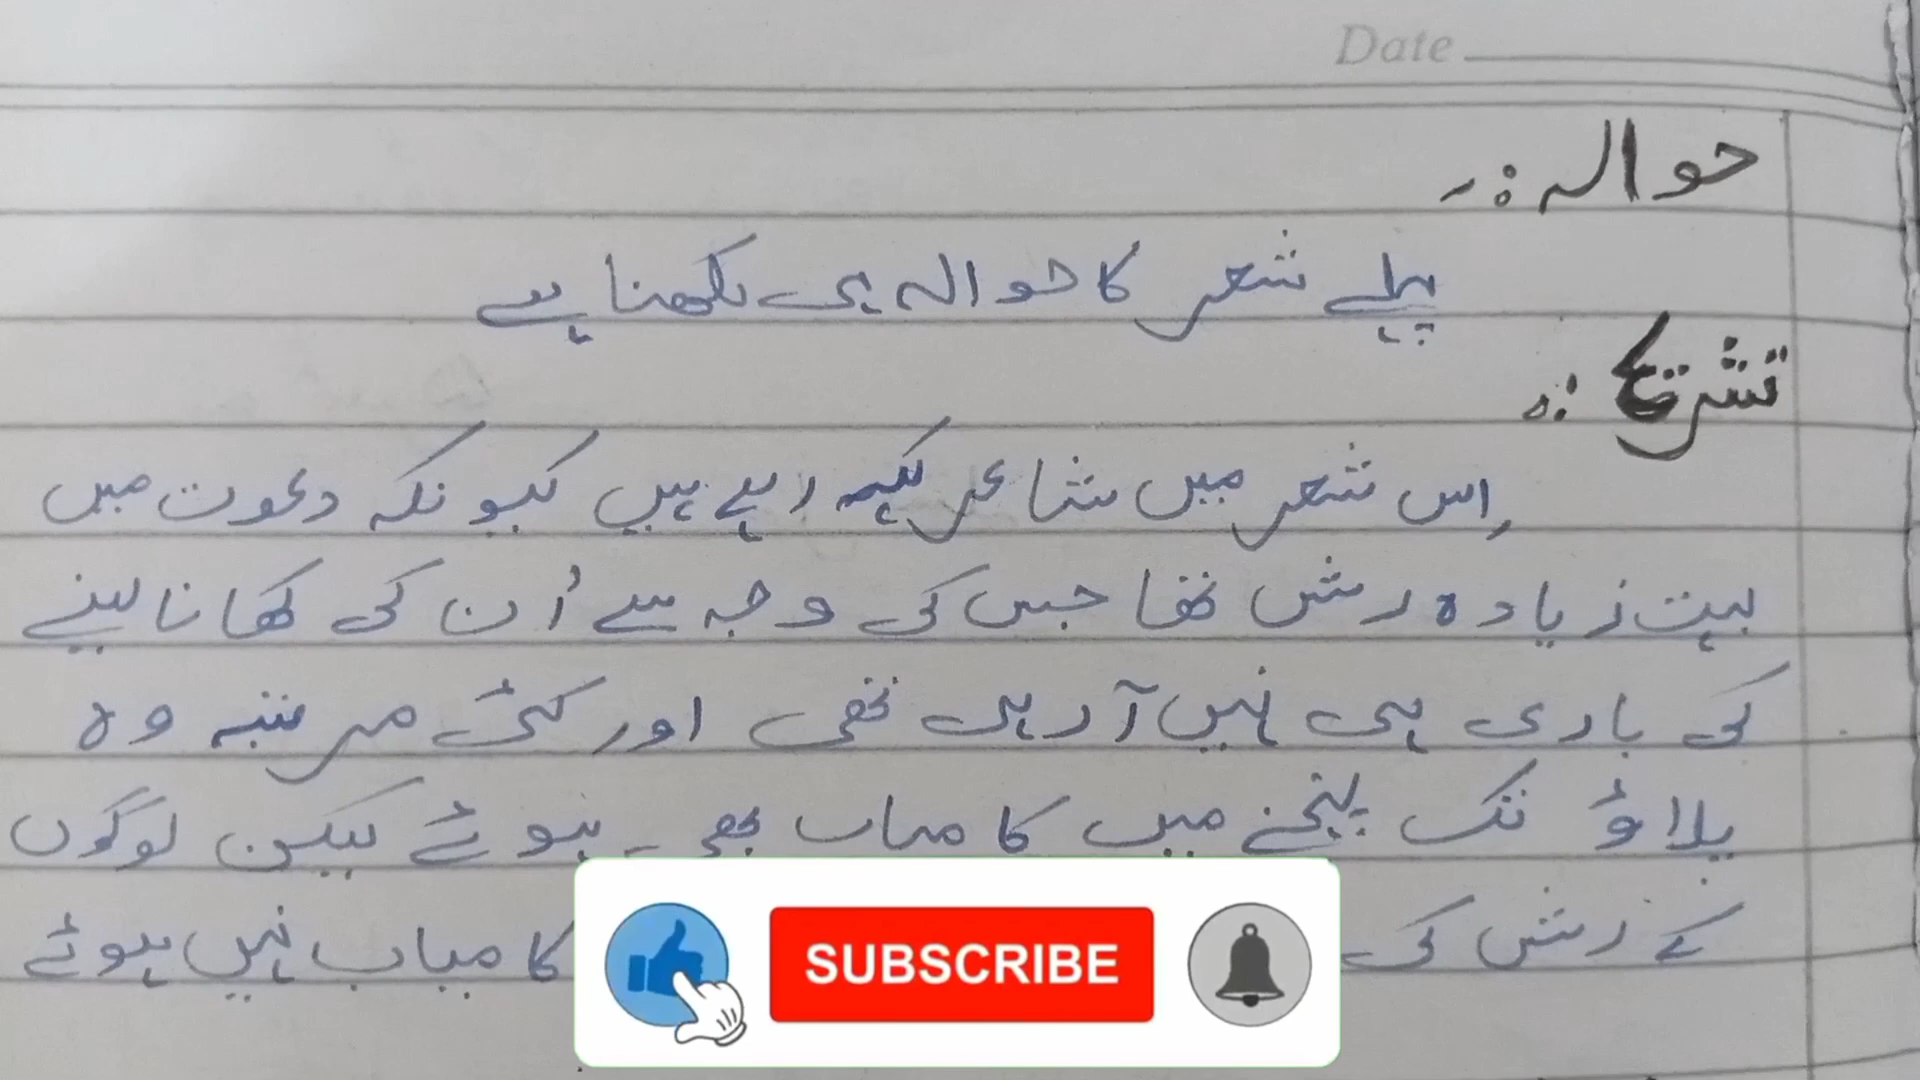 Date
حوالہ :۔
پہلے شعر کا حوالہ ہی لکھنا ہے
تشریح :۔
اِس شعر میں شاعر کہہ رہے ہیں کیونکہ دعوت میں
بہت زیادہ رش تھا جس کی وجہ سے اُن کی کھانا لینے
کی باری ہی نہیں آ رہی تھی اور کئی مرتبہ وہ
پلاؤ تک پہنچنے میں کامیاب بھی ہوئے لیکن لوگوں
کے رش کی کامیاب نہیں ہوئے
SUBSCRIBE